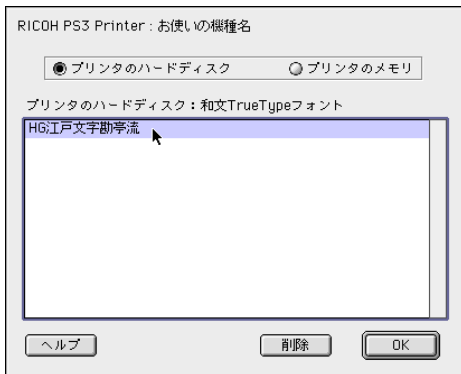 RICOH PS3 Printer : お使いの機種名
プリンタのハードディスク プリンタのメモリ
プリンタのハードディスク：和文TrueTypeフォント
HG江戸文字勘亭流
ヘルプ 削除 OK